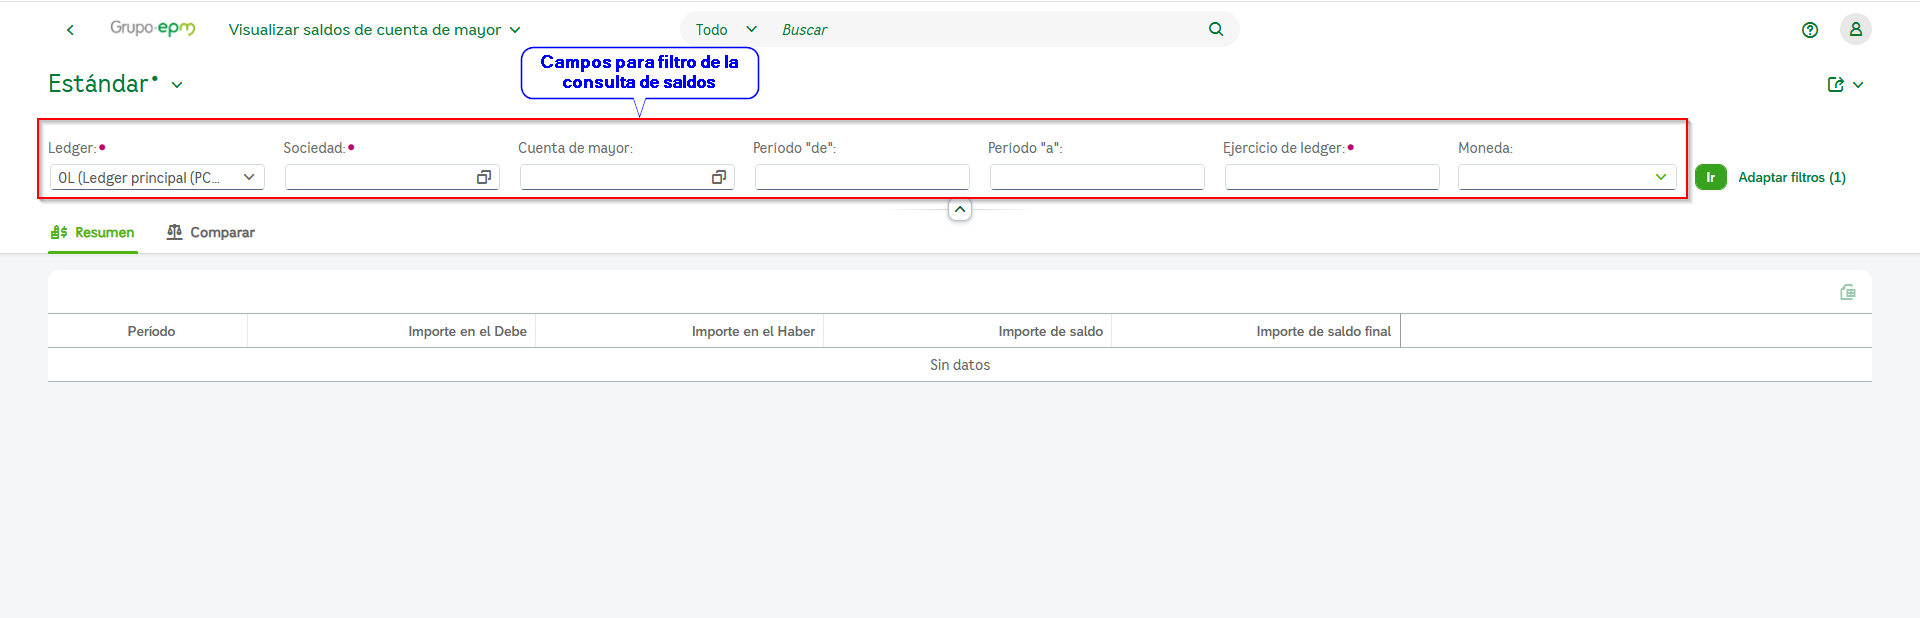 Grupo·epm
Visualizar saldos de cuenta de mayor
Todo
Buscar
Campos para filtro de la
consulta de saldos
Estándar*
Ledger:
Sociedad:
Cuenta de mayor:
Período "de":
Período "a":
Ejercicio de ledger:
Moneda:
0L (Ledger principal (PC...
Ir
Adaptar filtros (1)
Resumen
Comparar
Período
Importe en el Debe
Importe en el Haber
Importe de saldo
Importe de saldo final
Sin datos